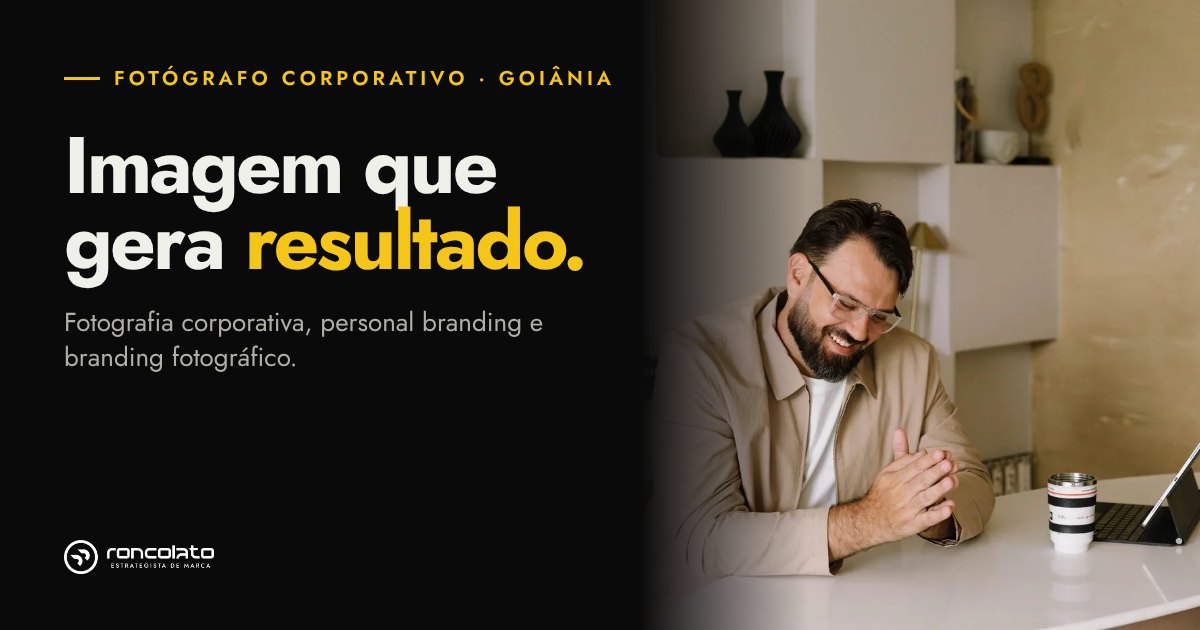 FOTÓGRAFO CORPORATIVO · GOIÂNIA
Imagem que
gera resultado.
Fotografia corporativa, personal branding e
branding fotográfico.
roncolato
ESTRATEGISTA DE MARCA